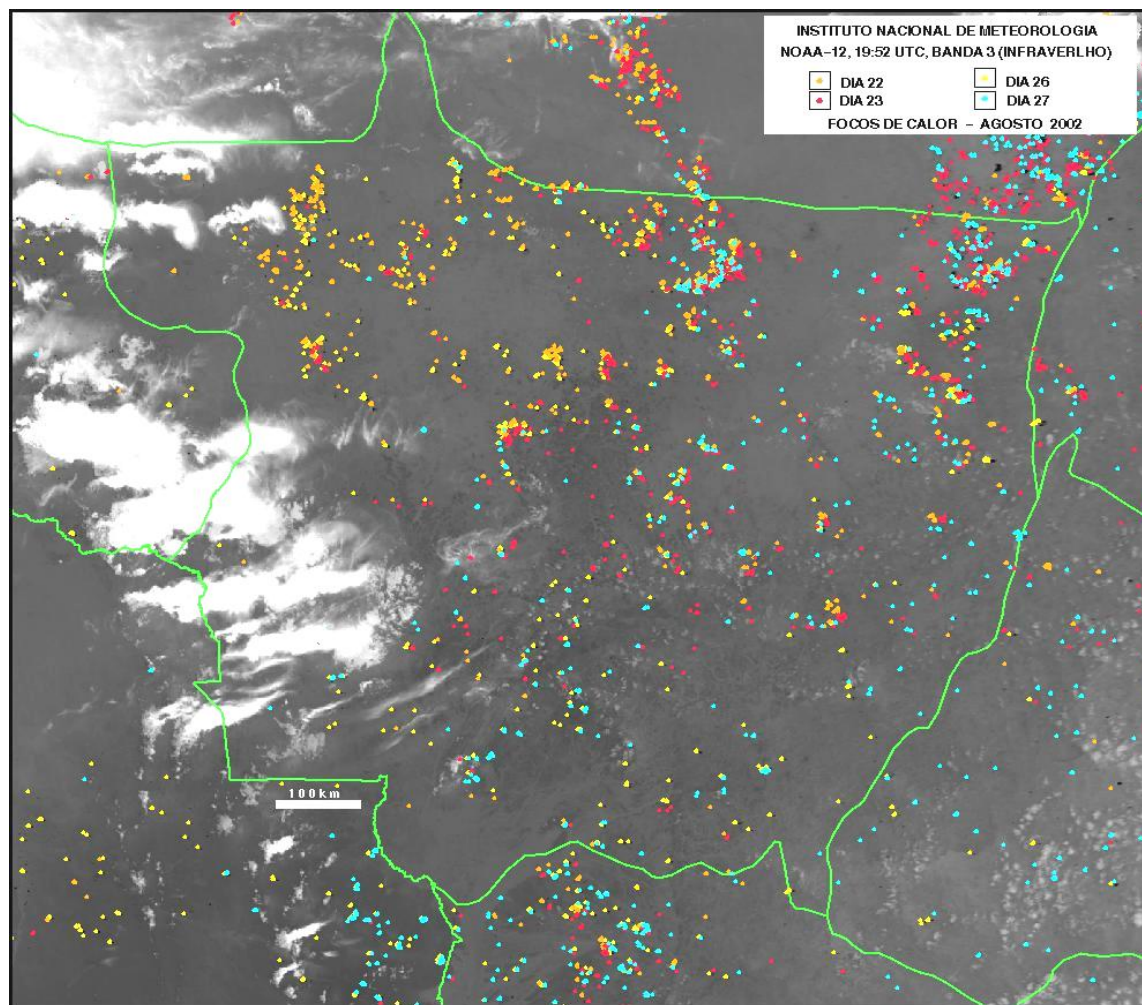 INSTITUTO NACIONAL DE METEOROLOGIA
NOAA-12, 19:52 UTC, BANDA 3 (INFRAVERLHO)
DIA 22 DIA 26
DIA 23 DIA 27
FOCOS DE CALOR - AGOSTO 2002
100km